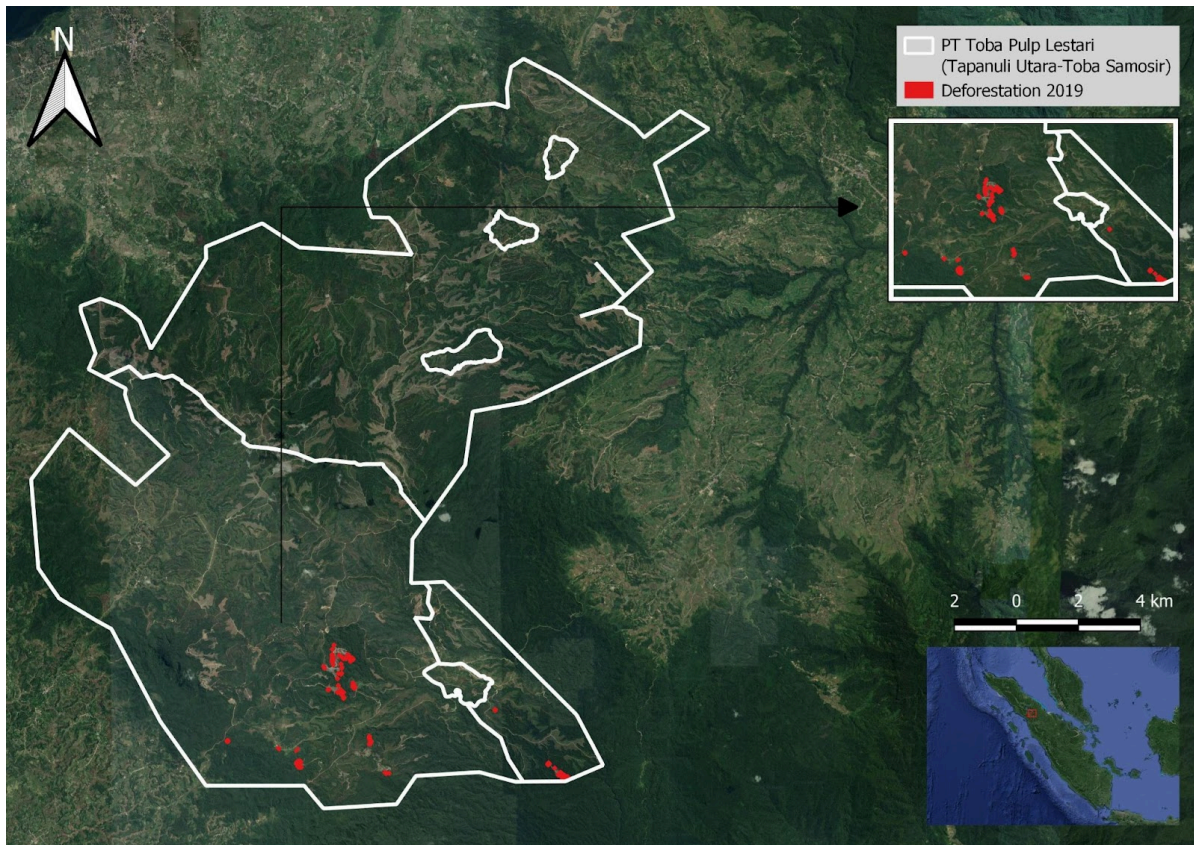 N
PT Toba Pulp Lestari
(Tapanuli Utara-Toba Samosir)
Deforestation 2019
2 0 2 4 km